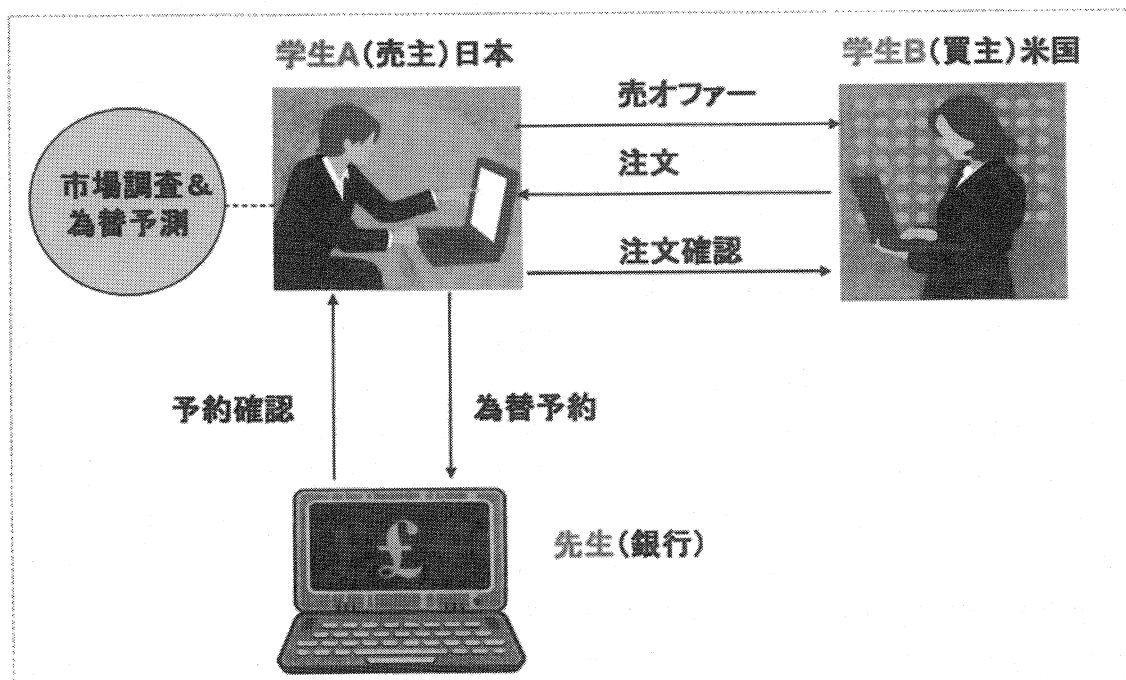 学生A(売主)日本
学生B(買主)米国
売オファー
市場調査&
為替予測
注文
注文確認
予約確認
為替予約
£
先生(銀行)